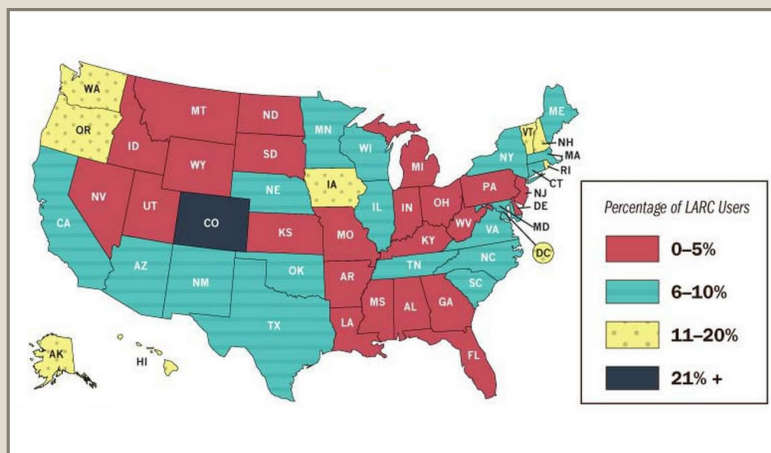 WA
OR
CA
NV
ID
MT
WY
UT
AZ
CO
NM
ND
SD
NE
KS
OK
TX
MN
IA
MO
AR
LA
WI
IL
MI
IN
OH
KY
TN
MS
AL
GA
FL
SC
NC
VA
WV
PA
NY
VT
ME
NH
MA
RI
CT
NJ
DE
MD
DC
AK
HI
Percentage of LARC Users
0–5%
6–10%
11–20%
21% +